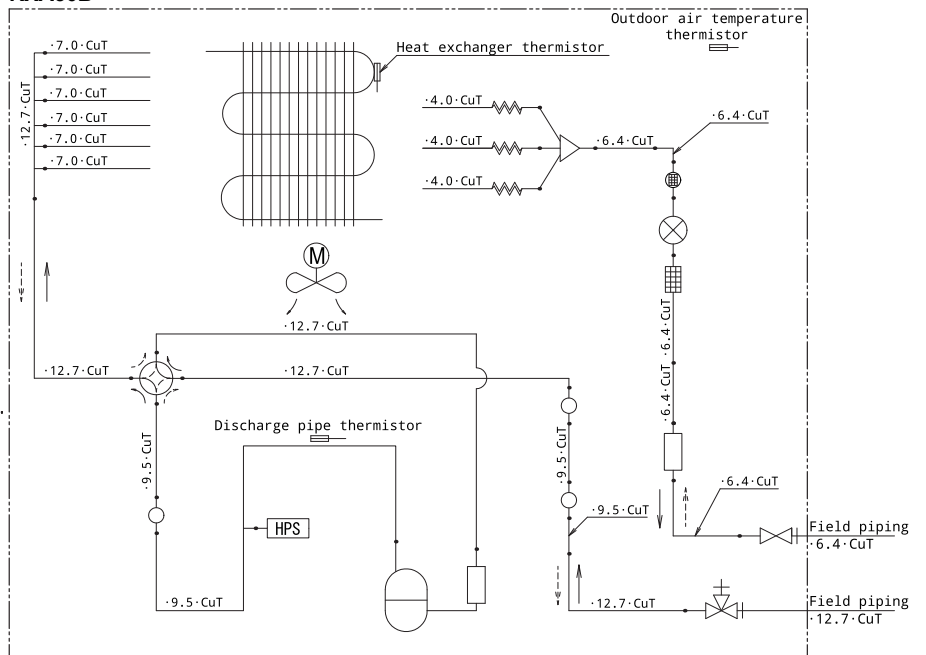 Outdoor air temperature
thermistor
·7.0·CuT
Heat exchanger thermistor
·7.0·CuT
·12.7·CuT
·7.0·CuT
·7.0·CuT
·7.0·CuT
·7.0·CuT
·4.0·CuT
·4.0·CuT
·4.0·CuT
·6.4·CuT
·6.4·CuT
M
·12.7·CuT
·6.4·CuT
·6.4·CuT
·12.7·CuT
·12.7·CuT
Discharge pipe thermistor
·9.5·CuT
·9.5·CuT
·6.4·CuT
·9.5·CuT
HPS
Field piping
·6.4·CuT
·9.5·CuT
·12.7·CuT
Field piping
·12.7·CuT